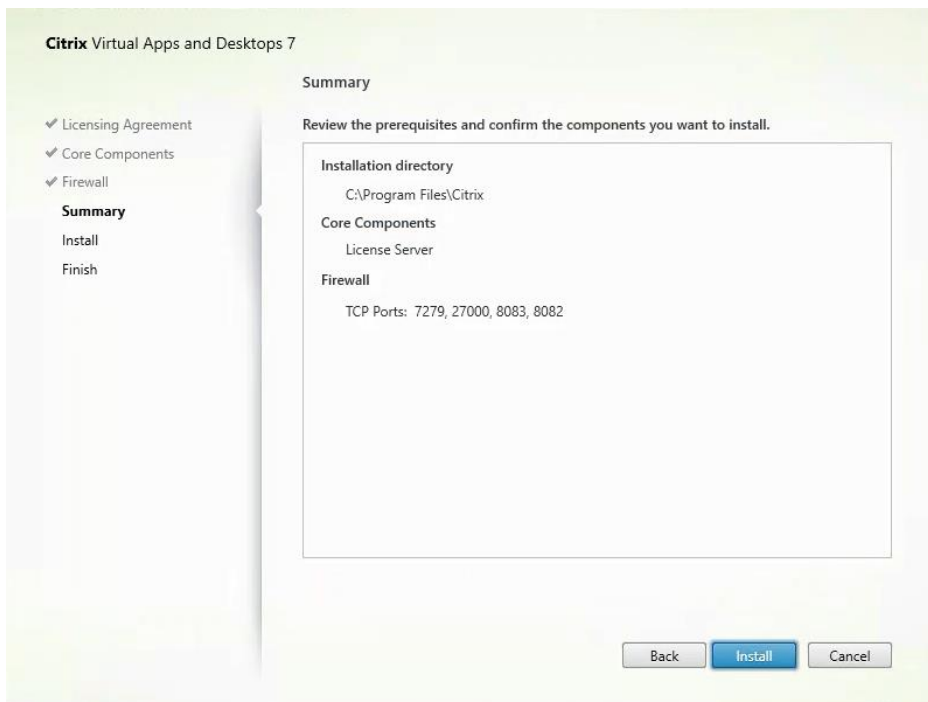 Citrix Virtual Apps and Desktops 7
Summary
Licensing Agreement
Core Components
Firewall
Summary
Install
Finish
Review the prerequisites and confirm the components you want to install.
Installation directory
C:\Program Files\Citrix
Core Components
License Server
Firewall
TCP Ports: 7279, 27000, 8083, 8082
Back
Install
Cancel